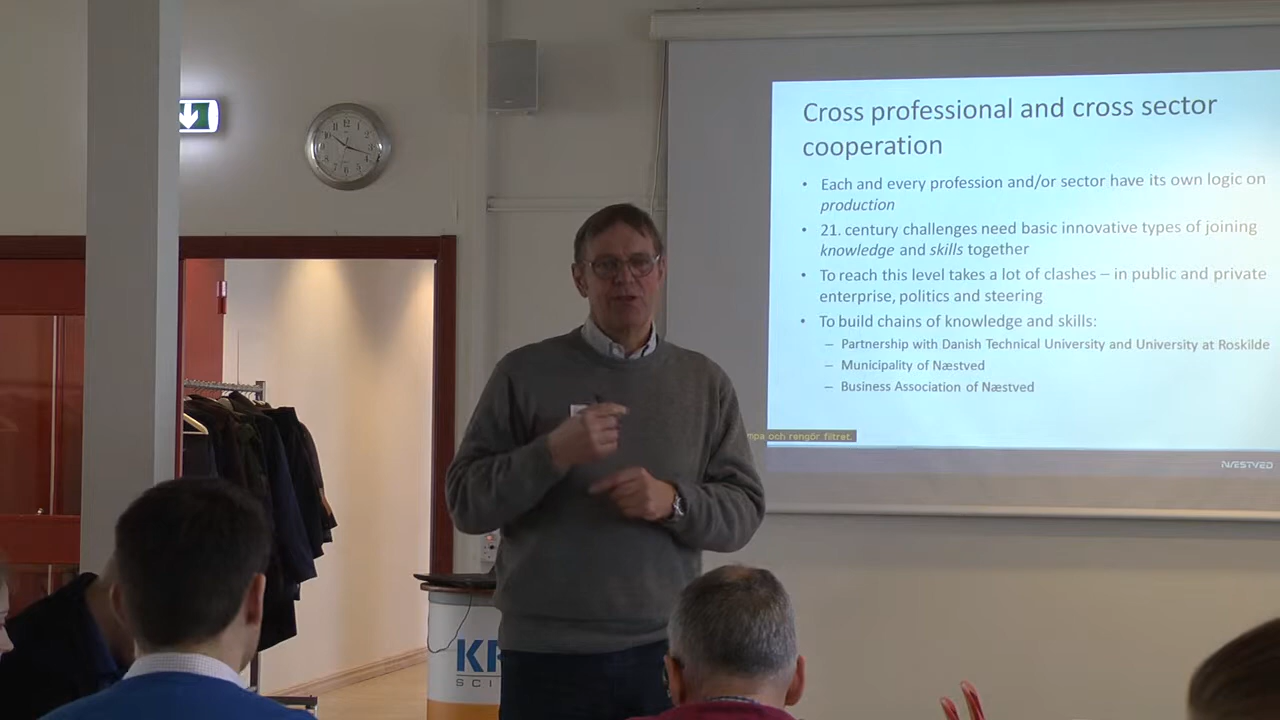 Cross professional and cross sector
cooperation
• Each and every profession and/or sector have its own logic on
production
• 21. century challenges need basic innovative types of joining
knowledge and skills together
• To reach this level takes a lot of clashes – in public and private
enterprise, politics and steering
• To build chains of knowledge and skills:
– Partnership with Danish Technical University and University at Roskilde
– Municipality of Næstved
– Business Association of Næstved
och rengör filtret.
NÆSTVED